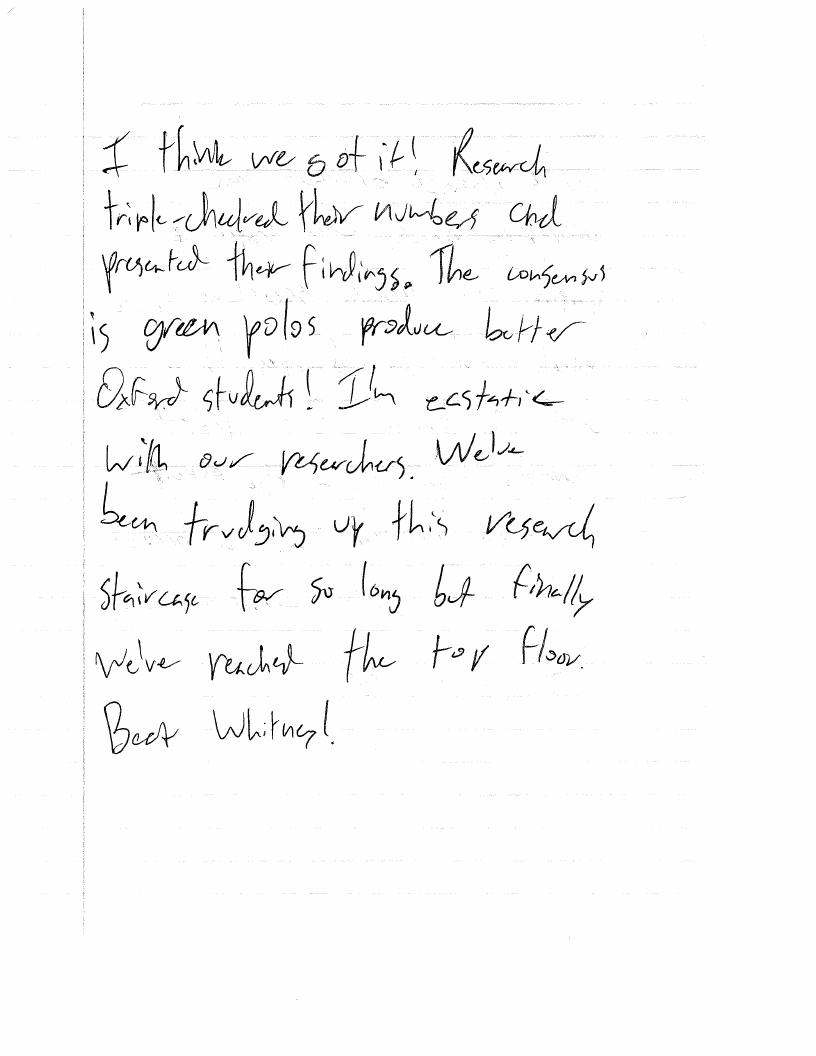 I think we got it! Research
triple-checked their numbers and
presented their findings. The consensus
is green polos produce better
Oxford students! I'm ecstatic
with our researchers. We've
been trudging up this research
staircase for so long but finally
we've reached the top floor.
Beat Whitney!